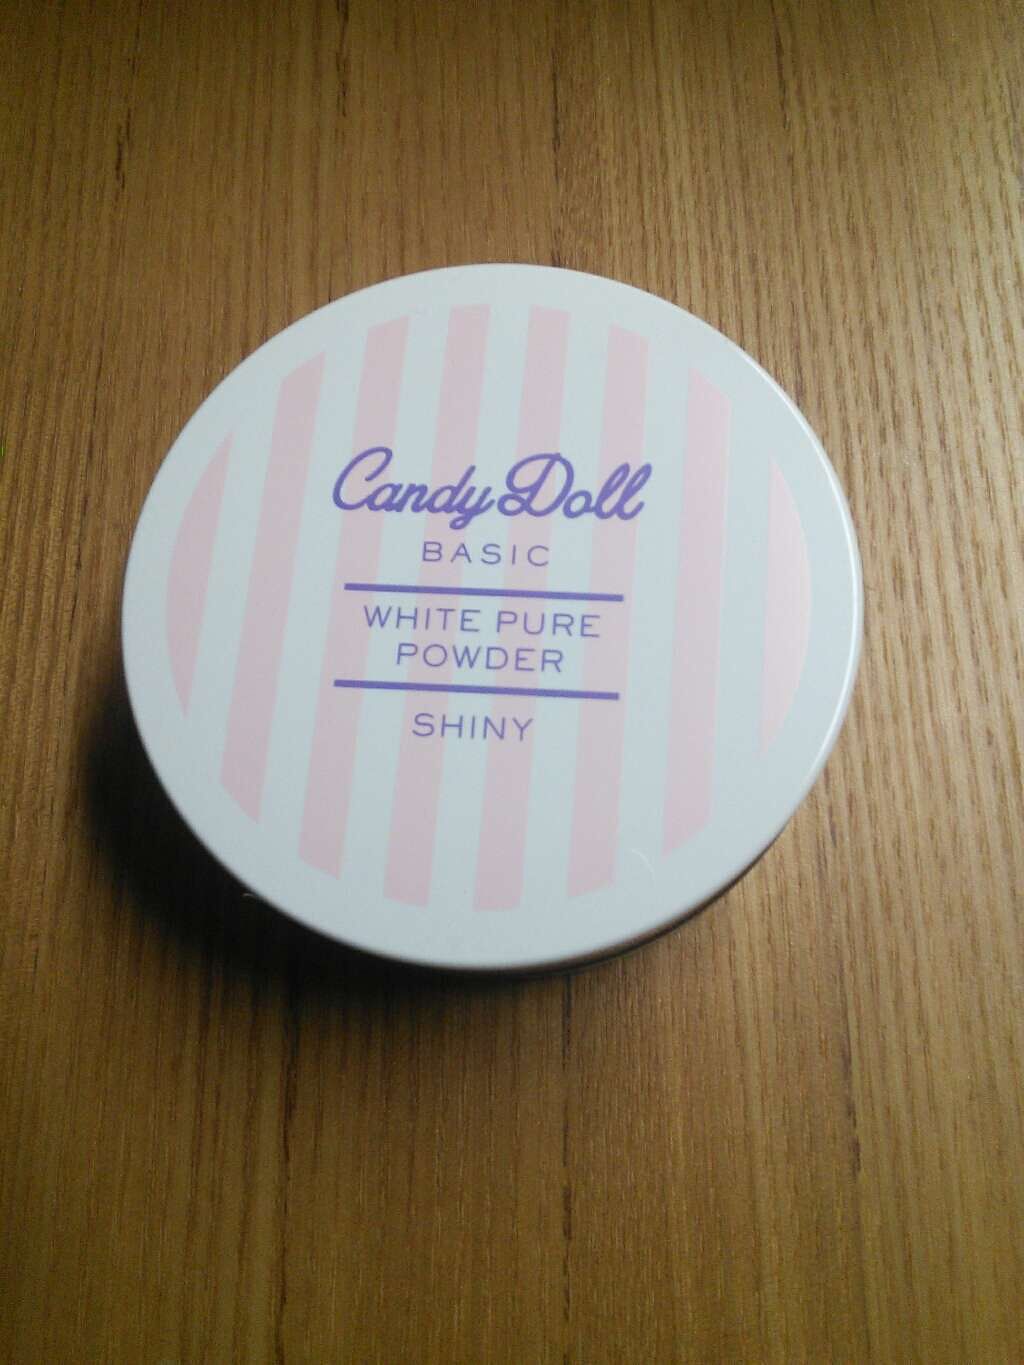 Candy Doll
BASIC
WHITE PURE
POWDER
SHINY